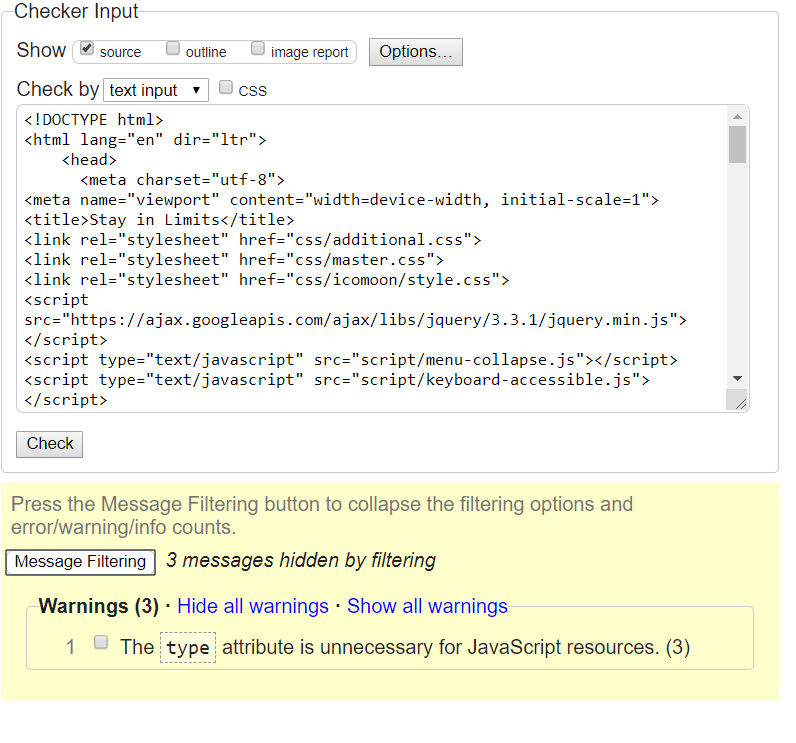 Checker Input
Show source outline image report Options...
Check by text input CSS
<!DOCTYPE html>
<html lang="en" dir="ltr">
<head>
<meta charset="utf-8">
<meta name="viewport" content="width=device-width, initial-scale=1">
<title>Stay in Limits</title>
<link rel="stylesheet" href="css/additional.css">
<link rel="stylesheet" href="css/master.css">
<link rel="stylesheet" href="css/icomoon/style.css">
<script
src="https://ajax.googleapis.com/ajax/libs/jquery/3.3.1/jquery.min.js">
</script>
<script type="text/javascript" src="script/menu-collapse.js"></script>
<script type="text/javascript" src="script/keyboard-accessible.js">
</script>
Check
Press the Message Filtering button to collapse the filtering options and
error/warning/info counts.
Message Filtering 3 messages hidden by filtering
Warnings (3) · Hide all warnings · Show all warnings
1 The type attribute is unnecessary for JavaScript resources. (3)